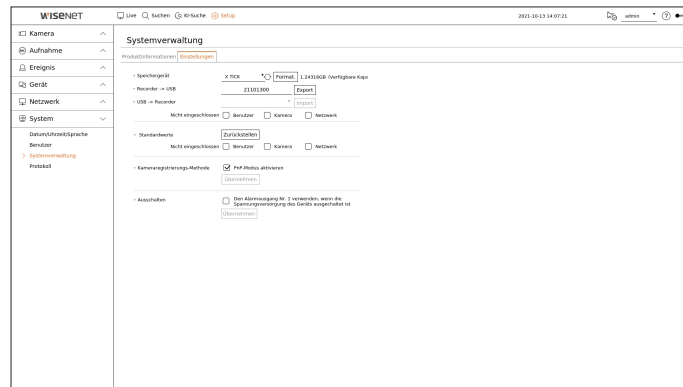 WISENET
Live Suchen KI-Suche Setup
2021-10-13 14:07:21
admin
Kamera
Aufnahme
Ereignis
Gerät
Netzwerk
System
Datum/Uhrzeit/Sprache
Benutzer
Systemverwaltung
Protokoll
Systemverwaltung
Produktinformationen Einstellungen
Speichergerät X TICK Format. 1.24316GB (Verfügbare Kapa
Recorder -> USB 21101300 Export
USB -> Recorder Import
Nicht eingeschlossen Benutzer Kamera Netzwerk
Standardwerte Zurückstellen
Nicht eingeschlossen Benutzer Kamera Netzwerk
Kameraregistrierungs-Methode PnP-Modus aktivieren
Übernehmen
Ausschalten Den Alarmausgang Nr. 1 verwenden, wenn die
Spannungsversorgung des Geräts ausgeschaltet ist
Übernehmen